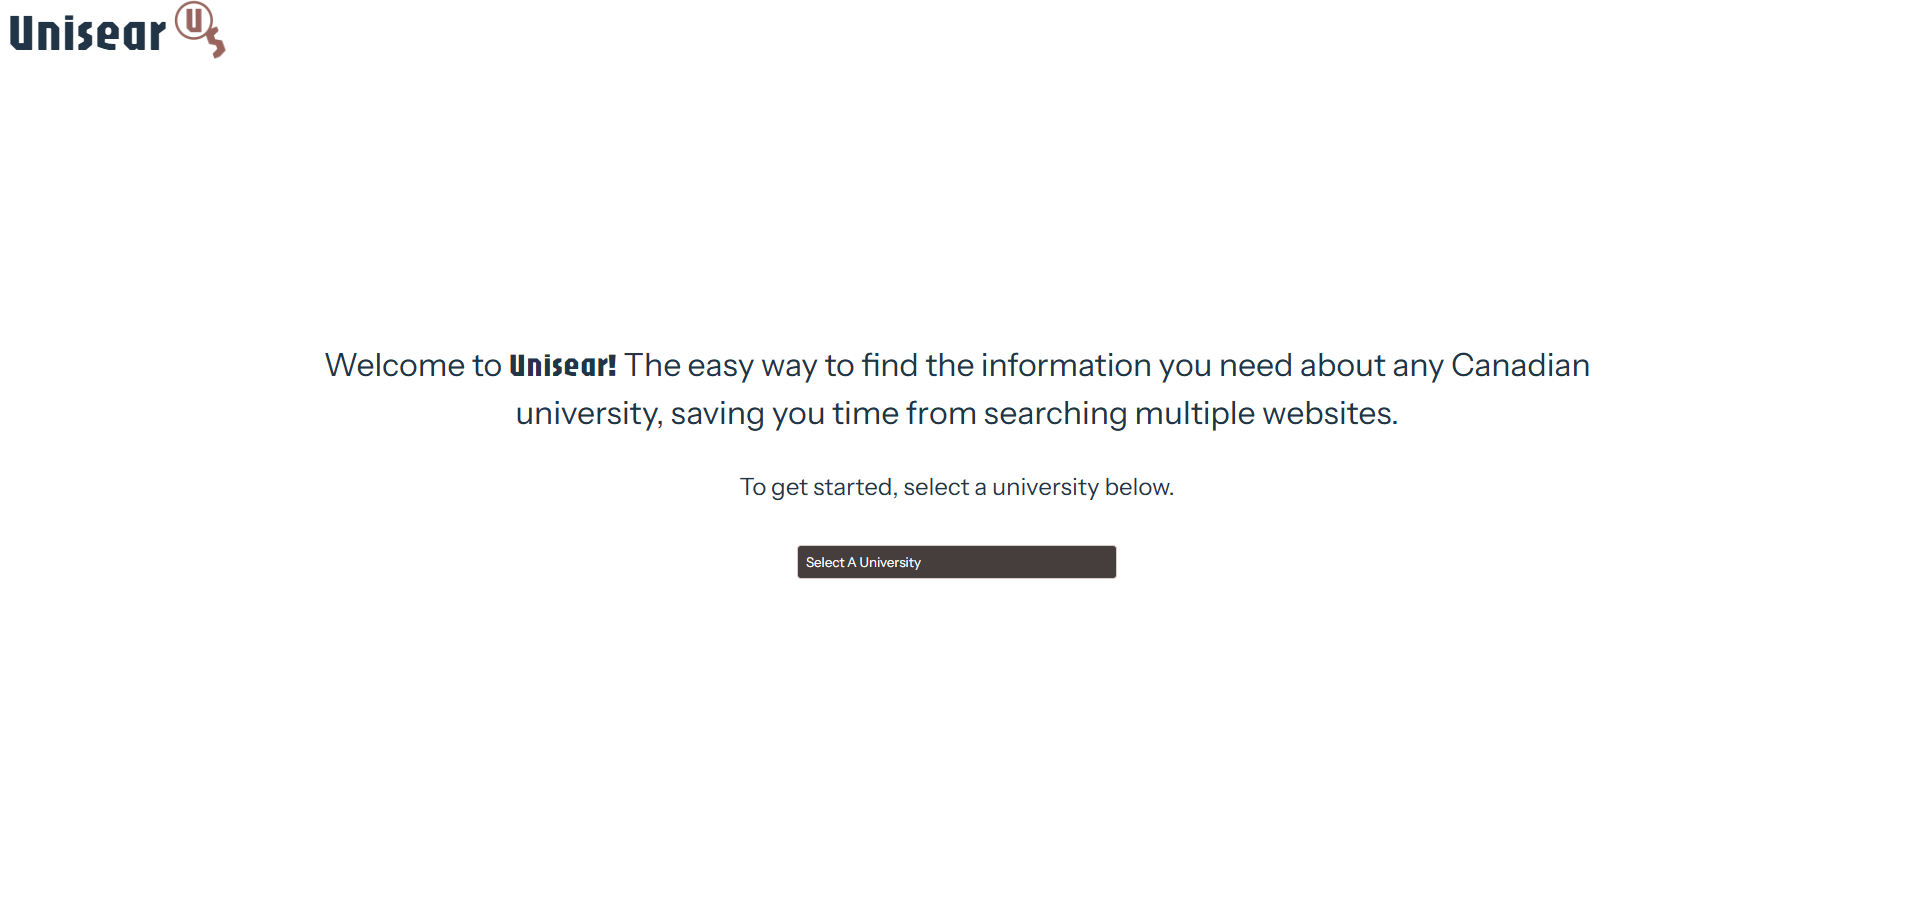 Unisear US
Welcome to Unisear! The easy way to find the information you need about any Canadian
university, saving you time from searching multiple websites.
To get started, select a university below.
Select A University